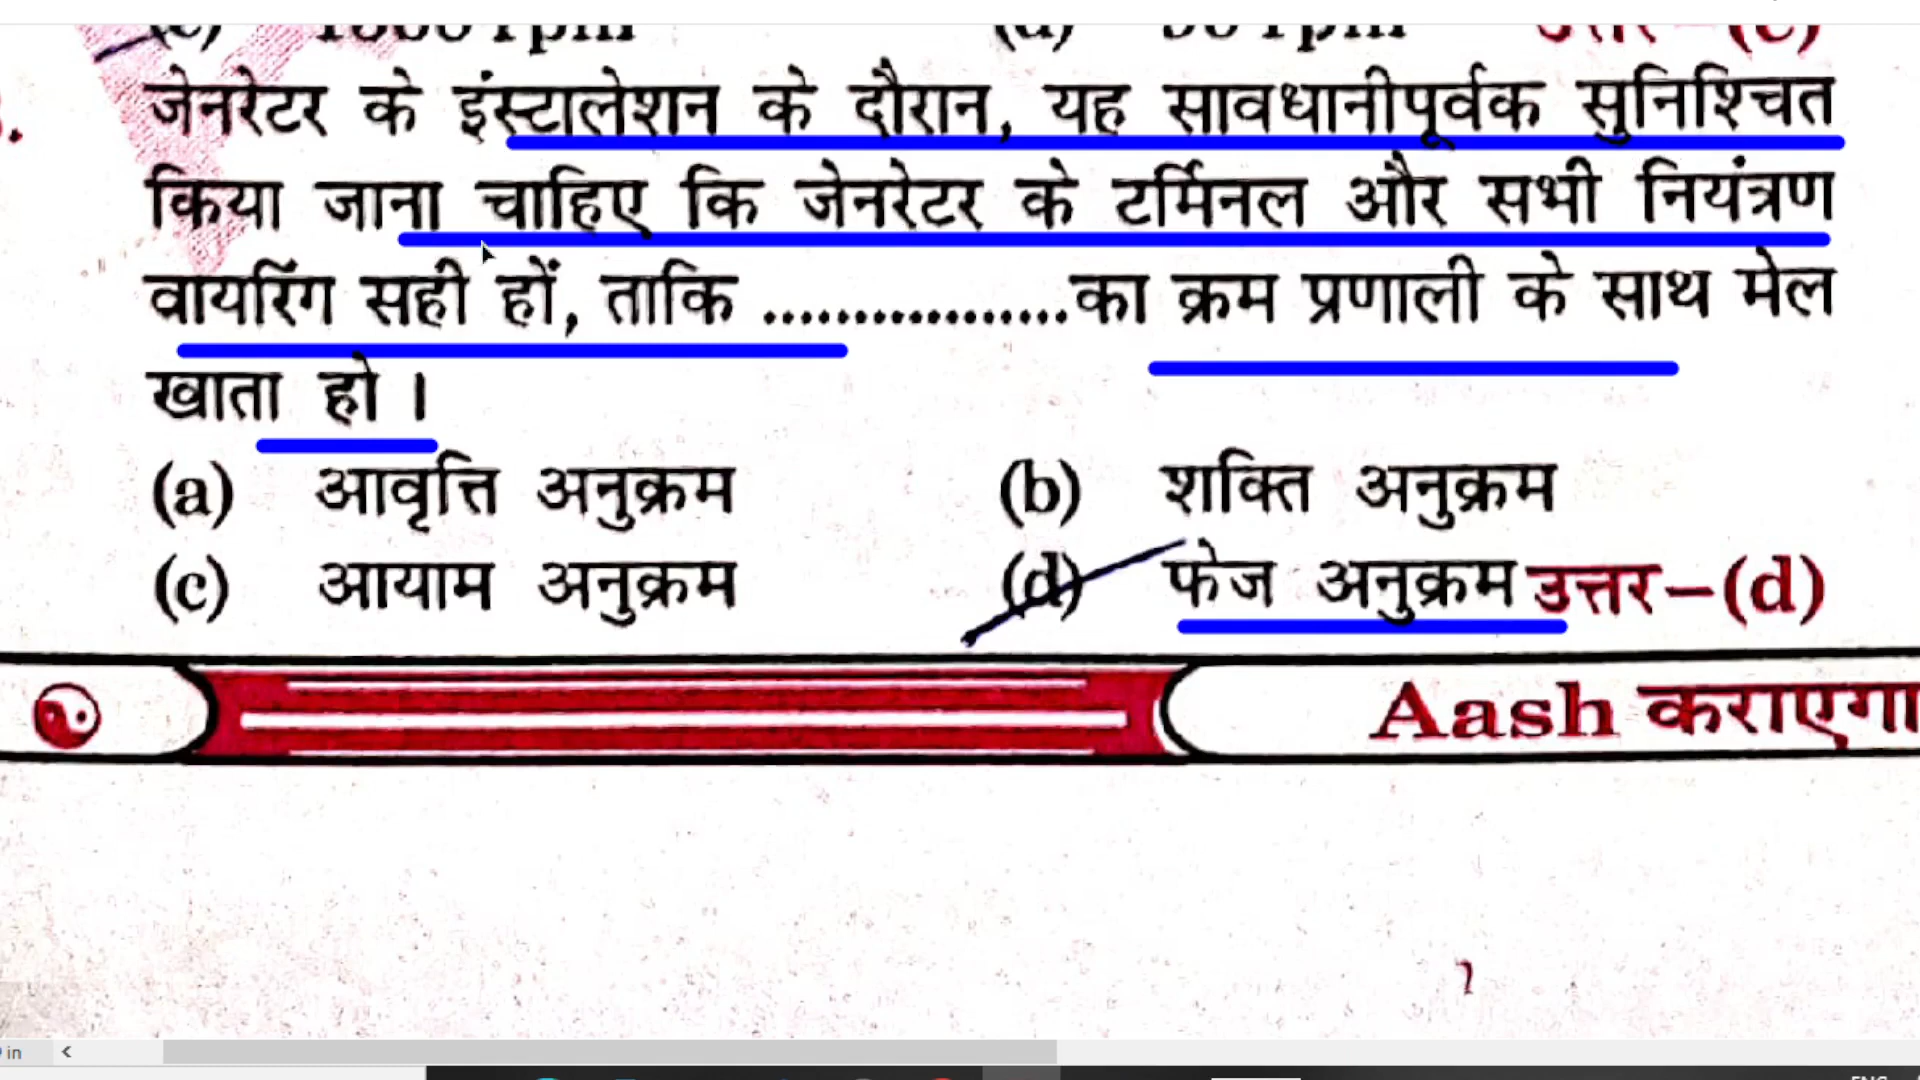 जेनरेटर के इंस्टालेशन के दौरान, यह सावधानीपूर्वक सुनिश्चित
किया जाना चाहिए कि जेनरेटर के टर्मिनल और सभी नियंत्रण
वायरिंग सही हों, ताकि .................का क्रम प्रणाली के साथ मेल
खाता हो ।
(a) आवृत्ति अनुक्रम (b) शक्ति अनुक्रम
(c) आयाम अनुक्रम (d) फेज अनुक्रम उत्तर–(d)
Aash कराएगा
in